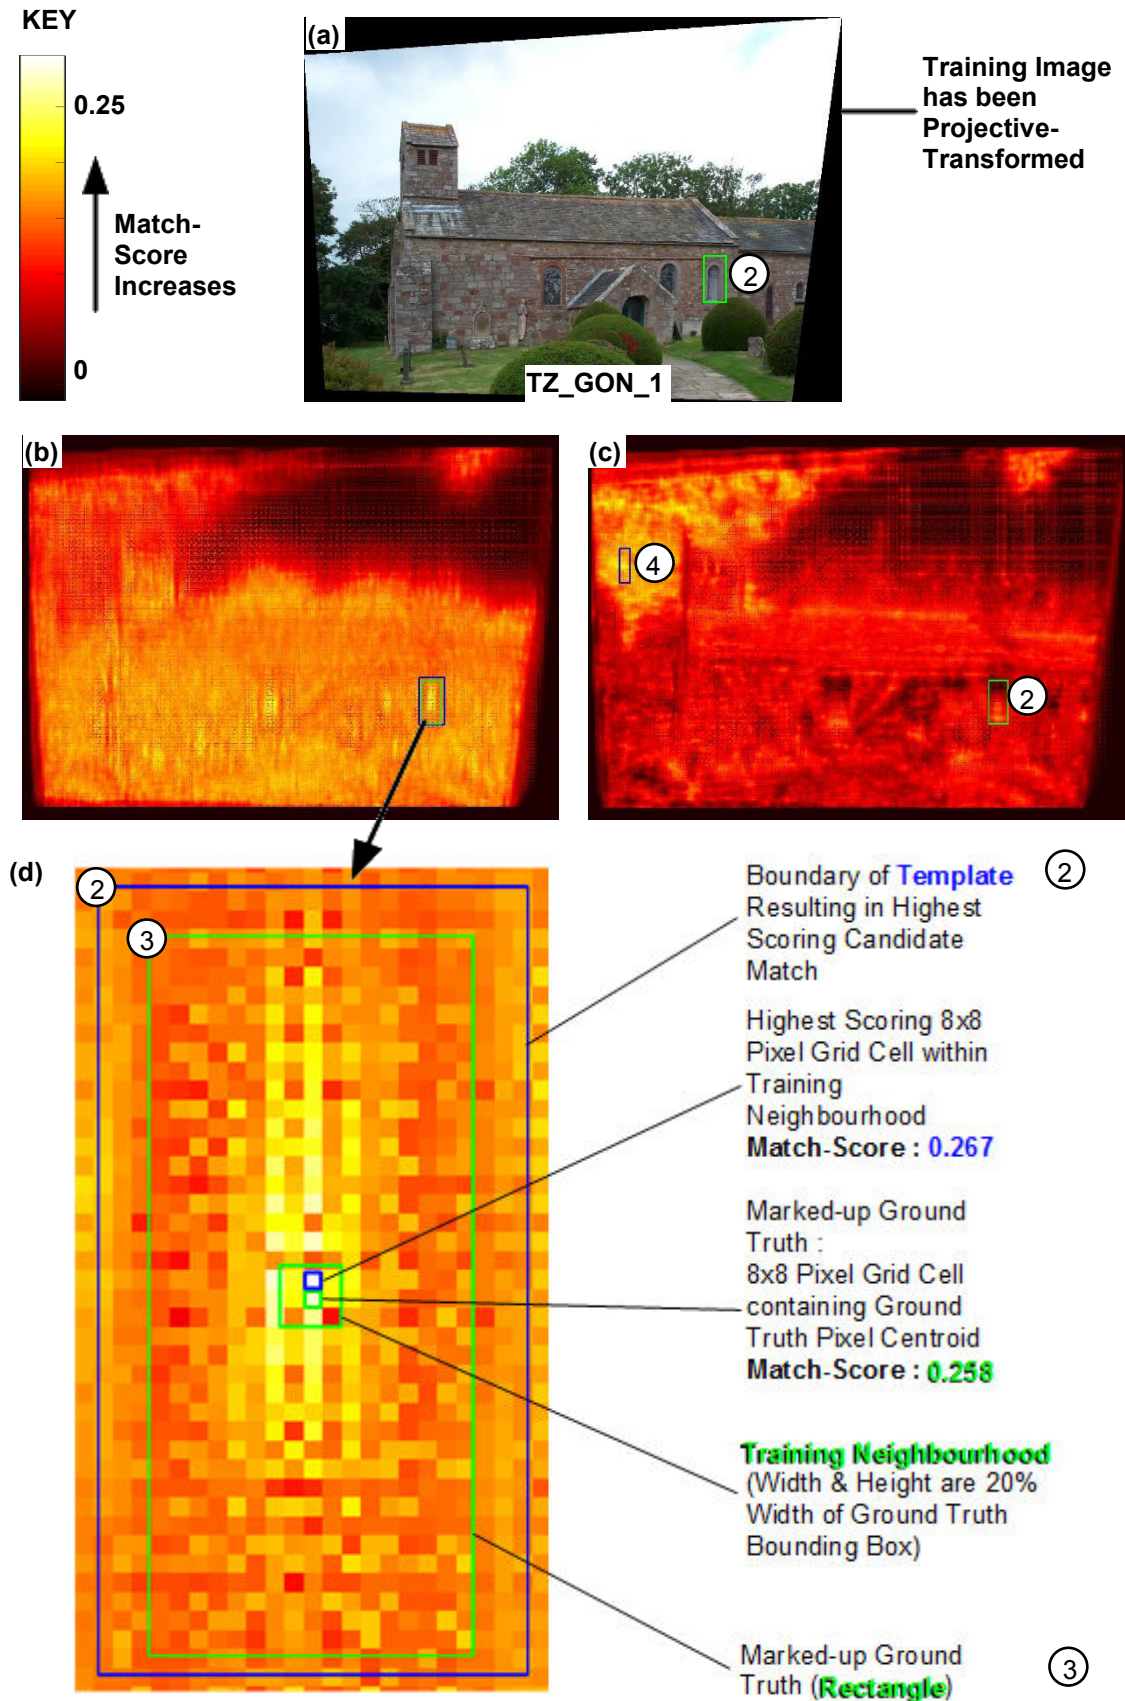 KEY
0.25
Match-
Score
Increases
0
(a)
2
TZ_GON_1
Training Image
has been
Projective-
Transformed
(b)
(c)
4
2
(d)
2
3
Boundary of Template
Resulting in Highest
Scoring Candidate
Match
2
Highest Scoring 8x8
Pixel Grid Cell within
Training
Neighbourhood
Match-Score : 0.267
Marked-up Ground
Truth :
8x8 Pixel Grid Cell
containing Ground
Truth Pixel Centroid
Match-Score : 0.258
Training Neighbourhood
(Width & Height are 20%
Width of Ground Truth
Bounding Box)
Marked-up Ground
Truth (Rectangle)
3